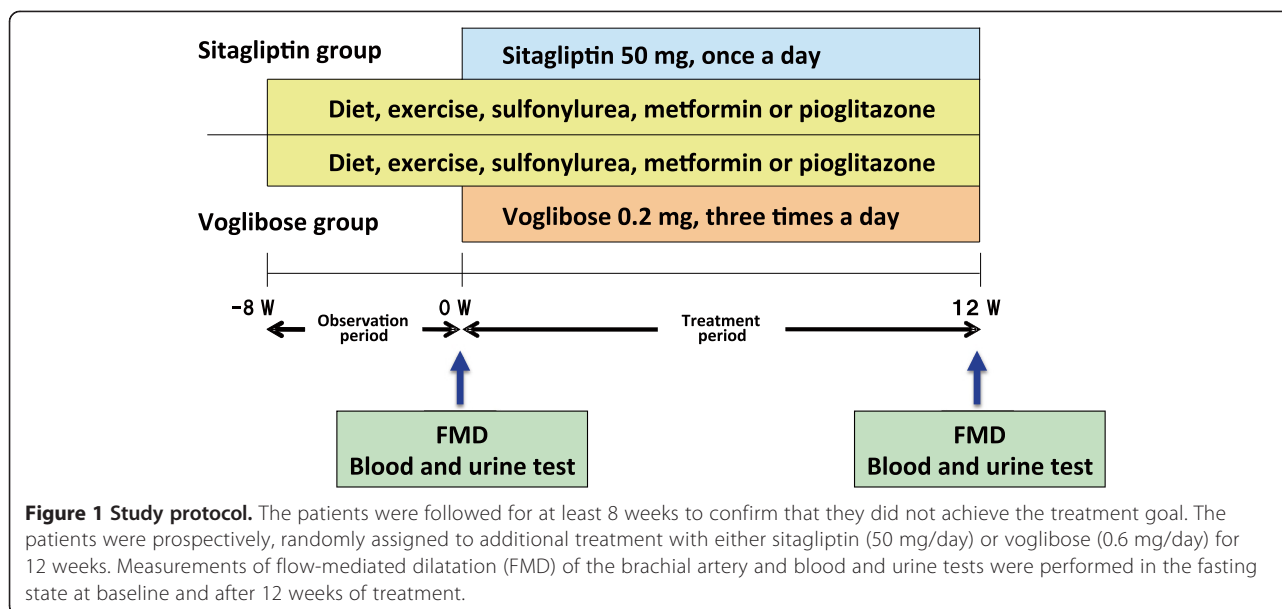 Sitagliptin group
Sitagliptin 50 mg, once a day
Diet, exercise, sulfonylurea, metformin or pioglitazone
Diet, exercise, sulfonylurea, metformin or pioglitazone
Voglibose group
Voglibose 0.2 mg, three times a day
-8 W
0 W
12 W
Observation
period
Treatment
period
FMD
Blood and urine test
FMD
Blood and urine test
Figure 1 Study protocol. The patients were followed for at least 8 weeks to confirm that they did not achieve the treatment goal. The
patients were prospectively, randomly assigned to additional treatment with either sitagliptin (50 mg/day) or voglibose (0.6 mg/day) for
12 weeks. Measurements of flow-mediated dilatation (FMD) of the brachial artery and blood and urine tests were performed in the fasting
state at baseline and after 12 weeks of treatment.